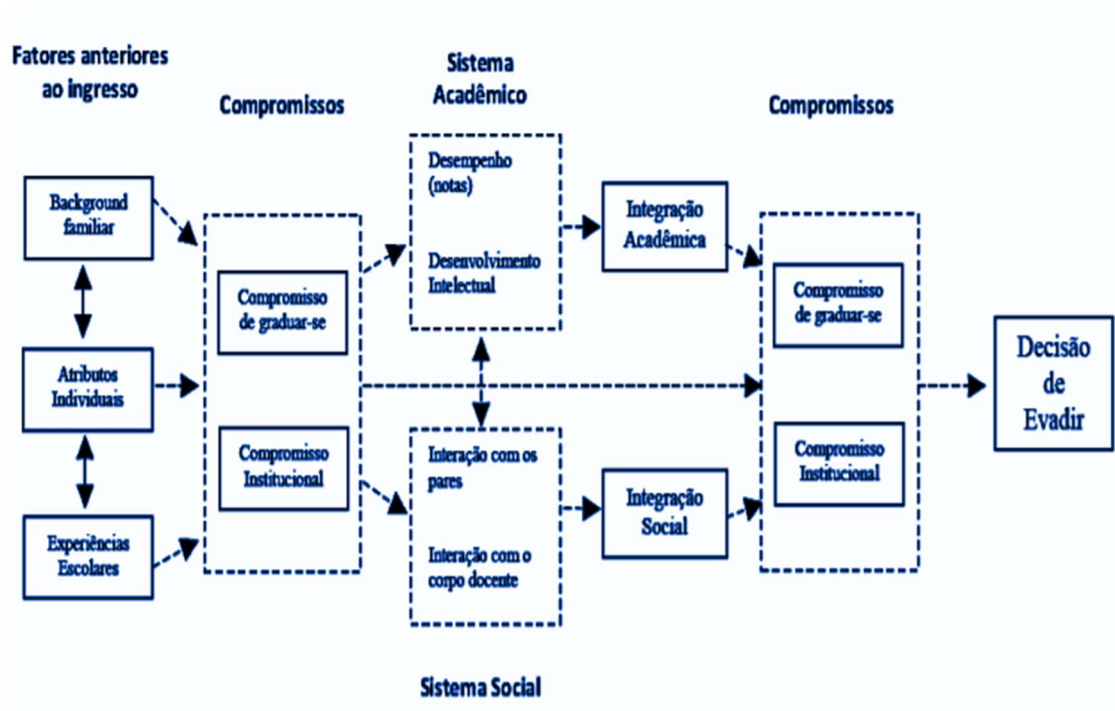 Fatores anteriores
ao ingresso
Compromissos
Sistema
Acadêmico
Compromissos
Background
familiar
Atributos
Individuais
Experiências
Escolares
Compromisso
de graduar-se
Compromisso
Institucional
Desempenho
(notas)
Desenvolvimento
Intelectual
Interação com os
pares
Interação com o
corpo docente
Sistema Social
Integração
Acadêmica
Integração
Social
Compromisso
de graduar-se
Compromisso
Institucional
Decisão
de
Evadir